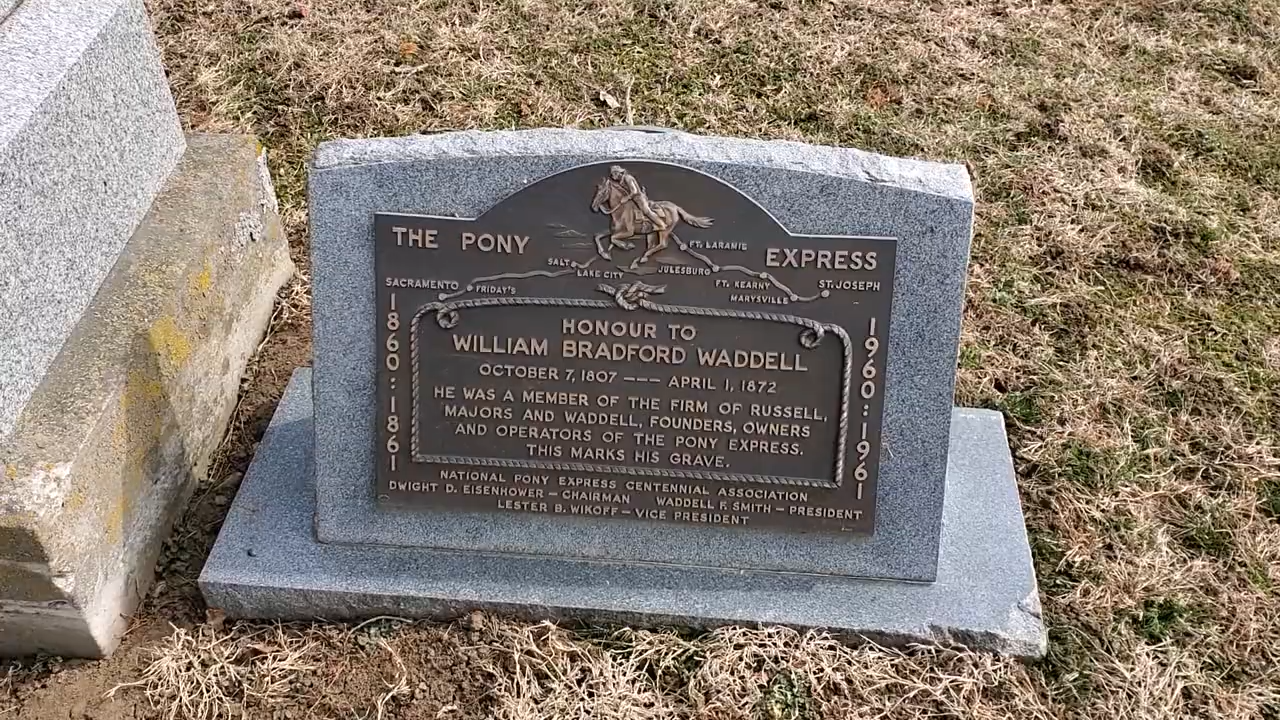 THE PONY EXPRESS
FT. LARAMIE
SALT LAKE CITY
JULESBURG
SACRAMENTO
FRIDAY'S
FT. KEARNY
MARYSVILLE
ST. JOSEPH
1860:1861
1960:1961
HONOUR TO
WILLIAM BRADFORD WADDELL
OCTOBER 7, 1807 --- APRIL 1, 1872
HE WAS A MEMBER OF THE FIRM OF RUSSELL,
MAJORS AND WADDELL, FOUNDERS, OWNERS
AND OPERATORS OF THE PONY EXPRESS.
THIS MARKS HIS GRAVE.
NATIONAL PONY EXPRESS CENTENNIAL ASSOCIATION
DWIGHT D. EISENHOWER - CHAIRMAN WADDELL F. SMITH - PRESIDENT
LESTER B. WIKOFF - VICE PRESIDENT